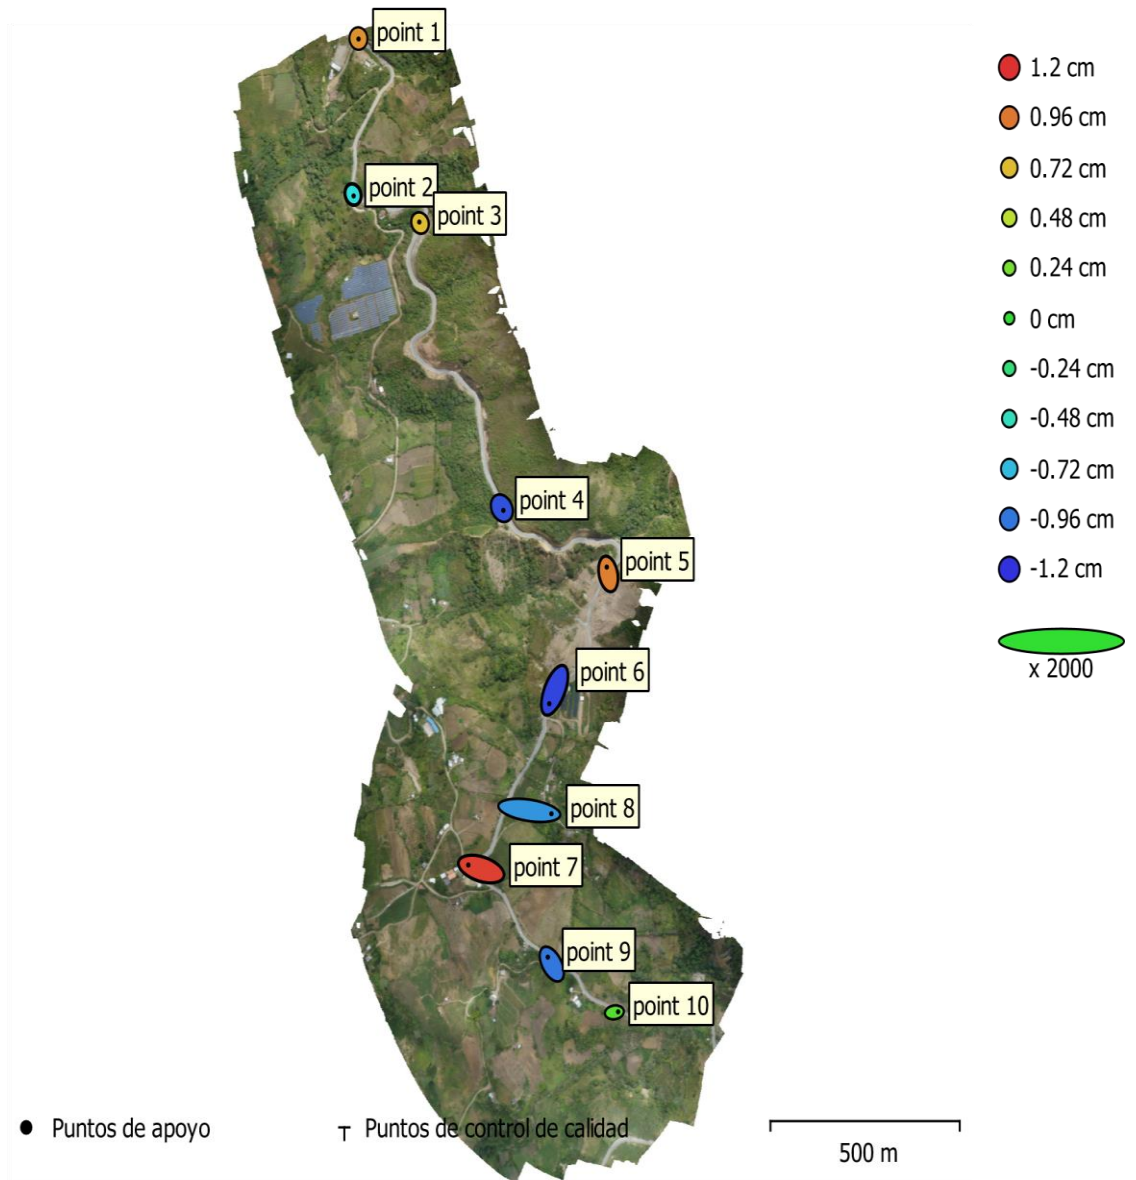 point 1
point 2
point 3
point 4
point 5
point 6
point 8
point 7
point 9
point 10
1.2 cm
0.96 cm
0.72 cm
0.48 cm
0.24 cm
0 cm
-0.24 cm
-0.48 cm
-0.72 cm
-0.96 cm
-1.2 cm
x 2000
Puntos de apoyo
Puntos de control de calidad
500 m